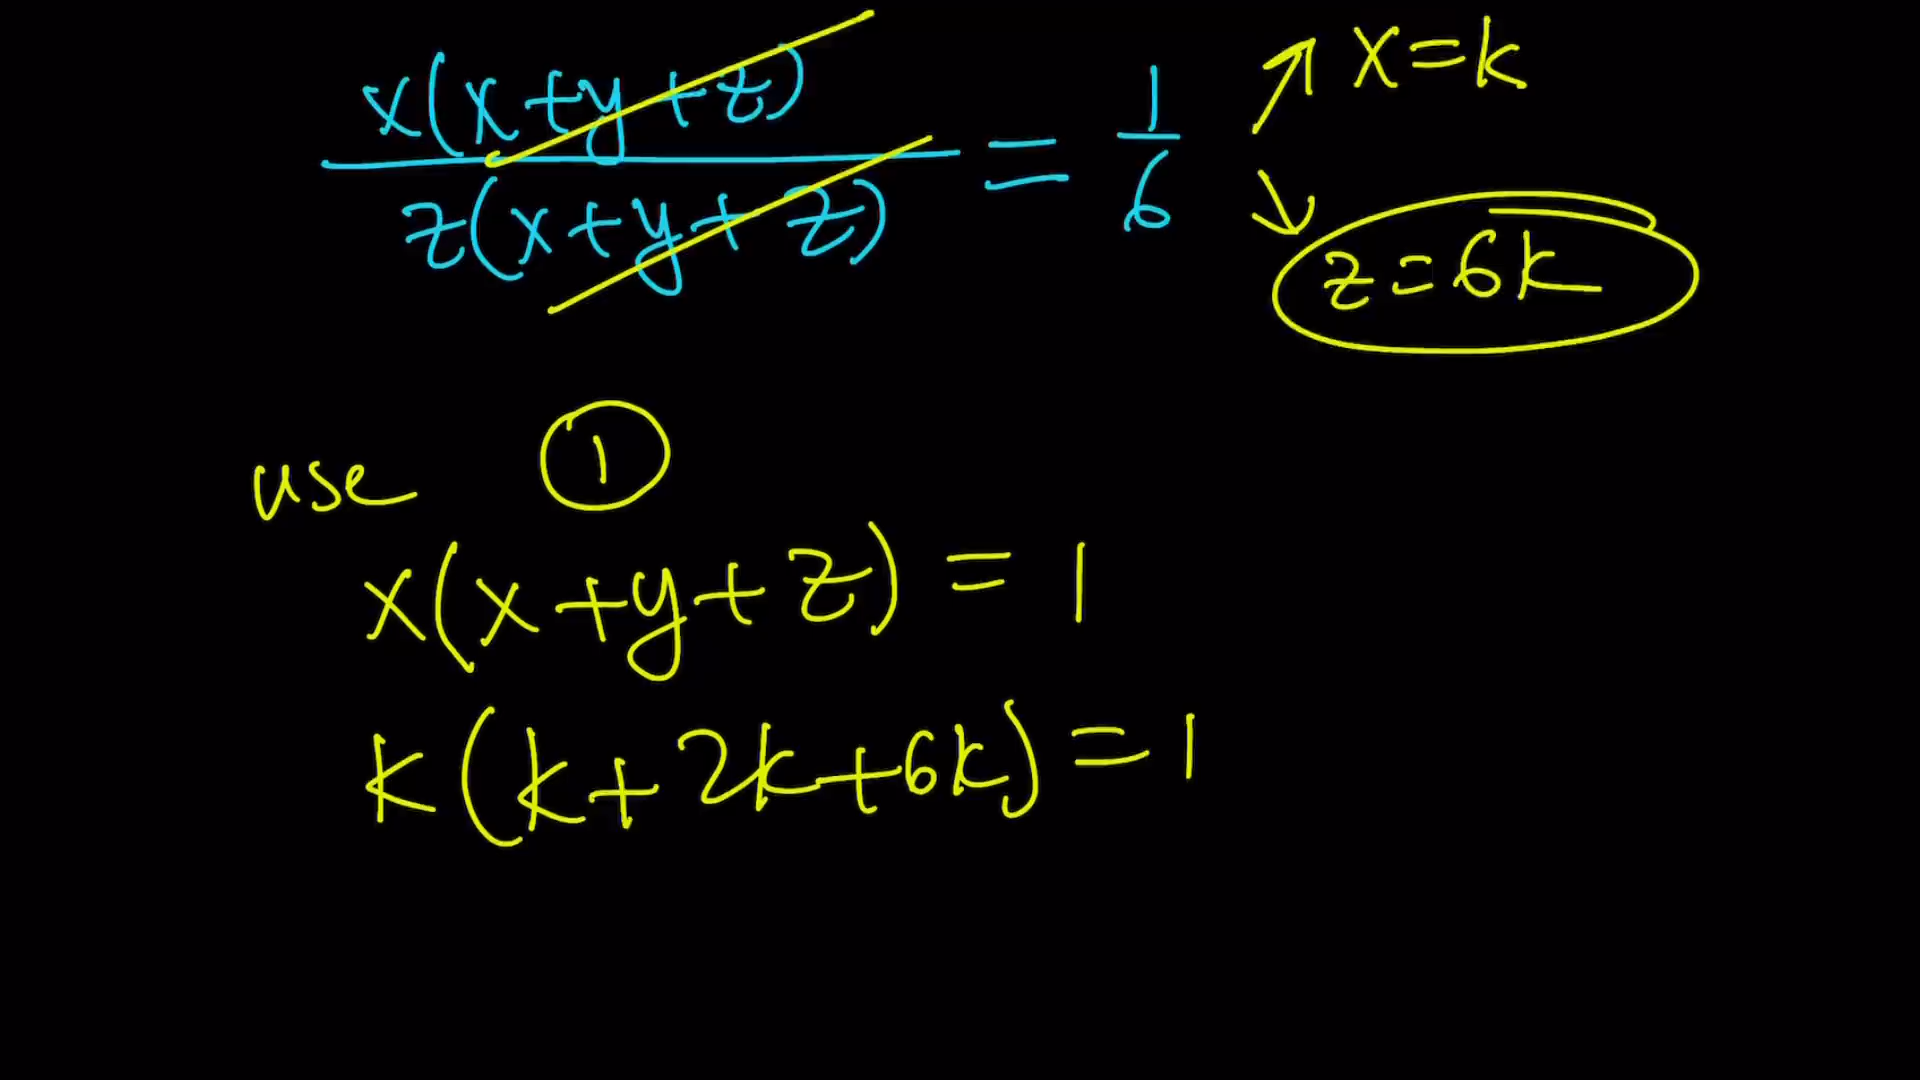 x(x+y+z)/z(x+y+z) = 1/6
x=k
z=6k
use ①
x(x+y+z)=1
k(k+2k+6k)=1